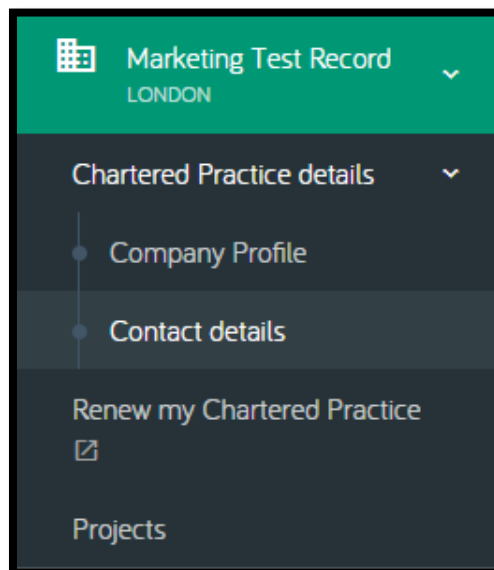 Marketing Test Record
LONDON
Chartered Practice details
Company Profile
Contact details
Renew my Chartered Practice
Projects